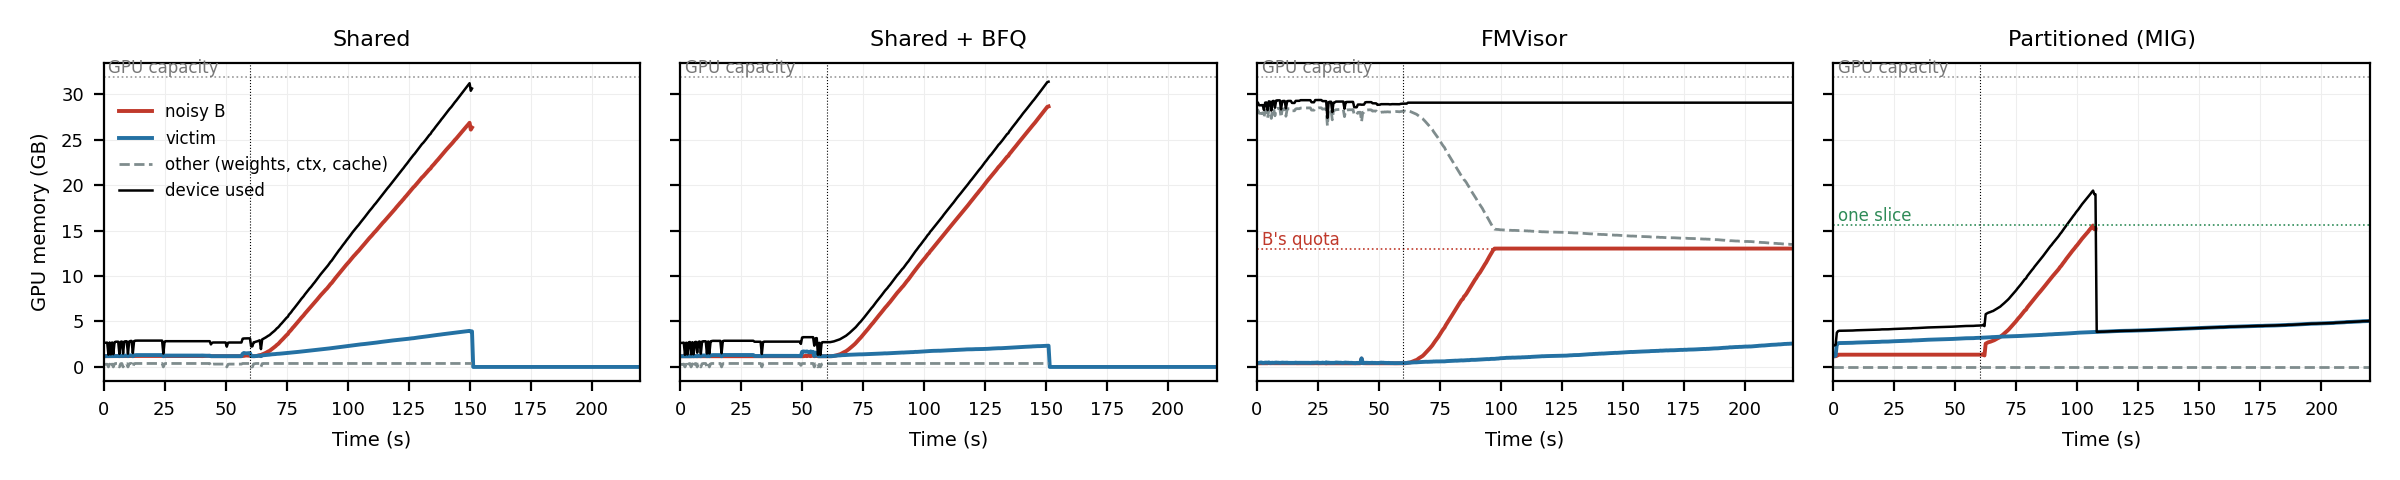 Shared
Shared + BFQ
FMVisor
Partitioned (MIG)
GPU capacity
GPU capacity
GPU capacity
GPU capacity
noisy B
victim
other (weights, ctx, cache)
device used
B's quota
one slice
GPU memory (GB)
30
25
20
15
10
5
0
0 25 50 75 100 125 150 175 200
0 25 50 75 100 125 150 175 200
0 25 50 75 100 125 150 175 200
0 25 50 75 100 125 150 175 200
Time (s)
Time (s)
Time (s)
Time (s)